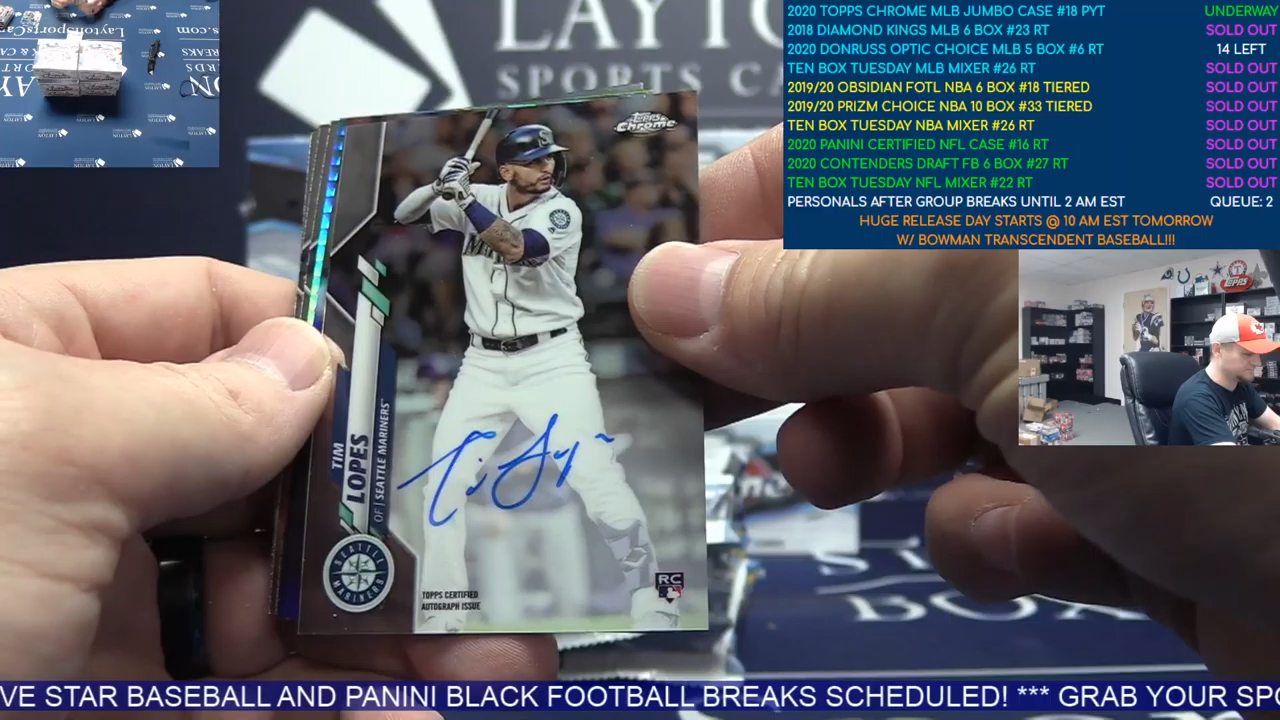 LAYTO
SPORTS CA
2020 TOPPS CHROME MLB JUMBO CASE #18 PYT UNDERWAY
2018 DIAMOND KINGS MLB 6 BOX #23 RT SOLD OUT
2020 DONRUSS OPTIC CHOICE MLB 5 BOX #6 RT 14 LEFT
TEN BOX TUESDAY MLB MIXER #26 RT SOLD OUT
2019/20 OBSIDIAN FOTL NBA 6 BOX #18 TIERED SOLD OUT
2019/20 PRIZM CHOICE NBA 10 BOX #33 TIERED SOLD OUT
TEN BOX TUESDAY NBA MIXER #26 RT SOLD OUT
2020 PANINI CERTIFIED NFL CASE #16 RT SOLD OUT
2020 CONTENDERS DRAFT FB 6 BOX #27 RT SOLD OUT
TEN BOX TUESDAY NFL MIXER #22 RT SOLD OUT
PERSONALS AFTER GROUP BREAKS UNTIL 2 AM EST QUEUE: 2
HUGE RELEASE DAY STARTS @ 10 AM EST TOMORROW
W/ BOWMAN TRANSCENDENT BASEBALL!!!
Topps
Chrome
TIM
LOPES
OF | SEATTLE MARINERS
SEATTLE
MARINERS
TOPPS CERTIFIED
AUTOGRAPH ISSUE
RC
TOPPS
BOX
VE STAR BASEBALL AND PANINI BLACK FOOTBALL BREAKS SCHEDULED! *** GRAB YOUR SPO